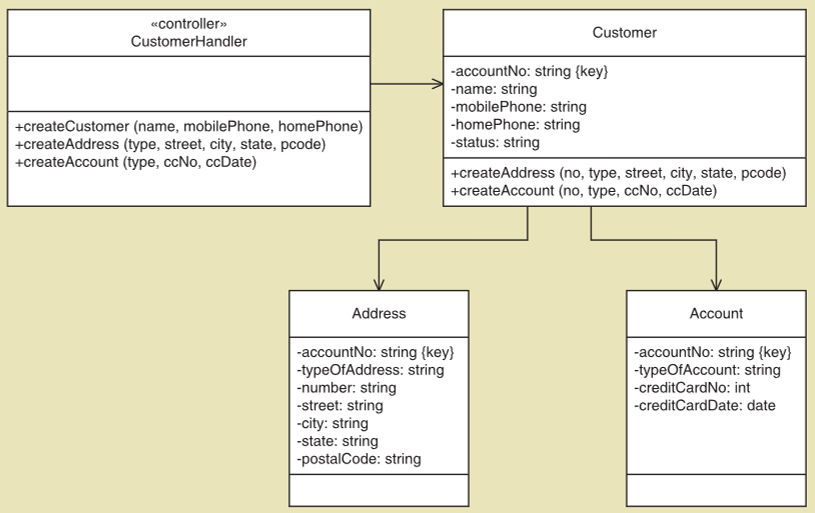 «controller»
CustomerHandler
+createCustomer (name, mobilePhone, homePhone)
+createAddress (type, street, city, state, pcode)
+createAccount (type, ccNo, ccDate)
Customer
-accountNo: string {key}
-name: string
-mobilePhone: string
-homePhone: string
-status: string
+createAddress (no, type, street, city, state, pcode)
+createAccount (no, type, ccNo, ccDate)
Address
-accountNo: string {key}
-typeOfAddress: string
-number: string
-street: string
-city: string
-state: string
-postalCode: string
Account
-accountNo: string {key}
-typeOfAccount: string
-creditCardNo: int
-creditCardDate: date